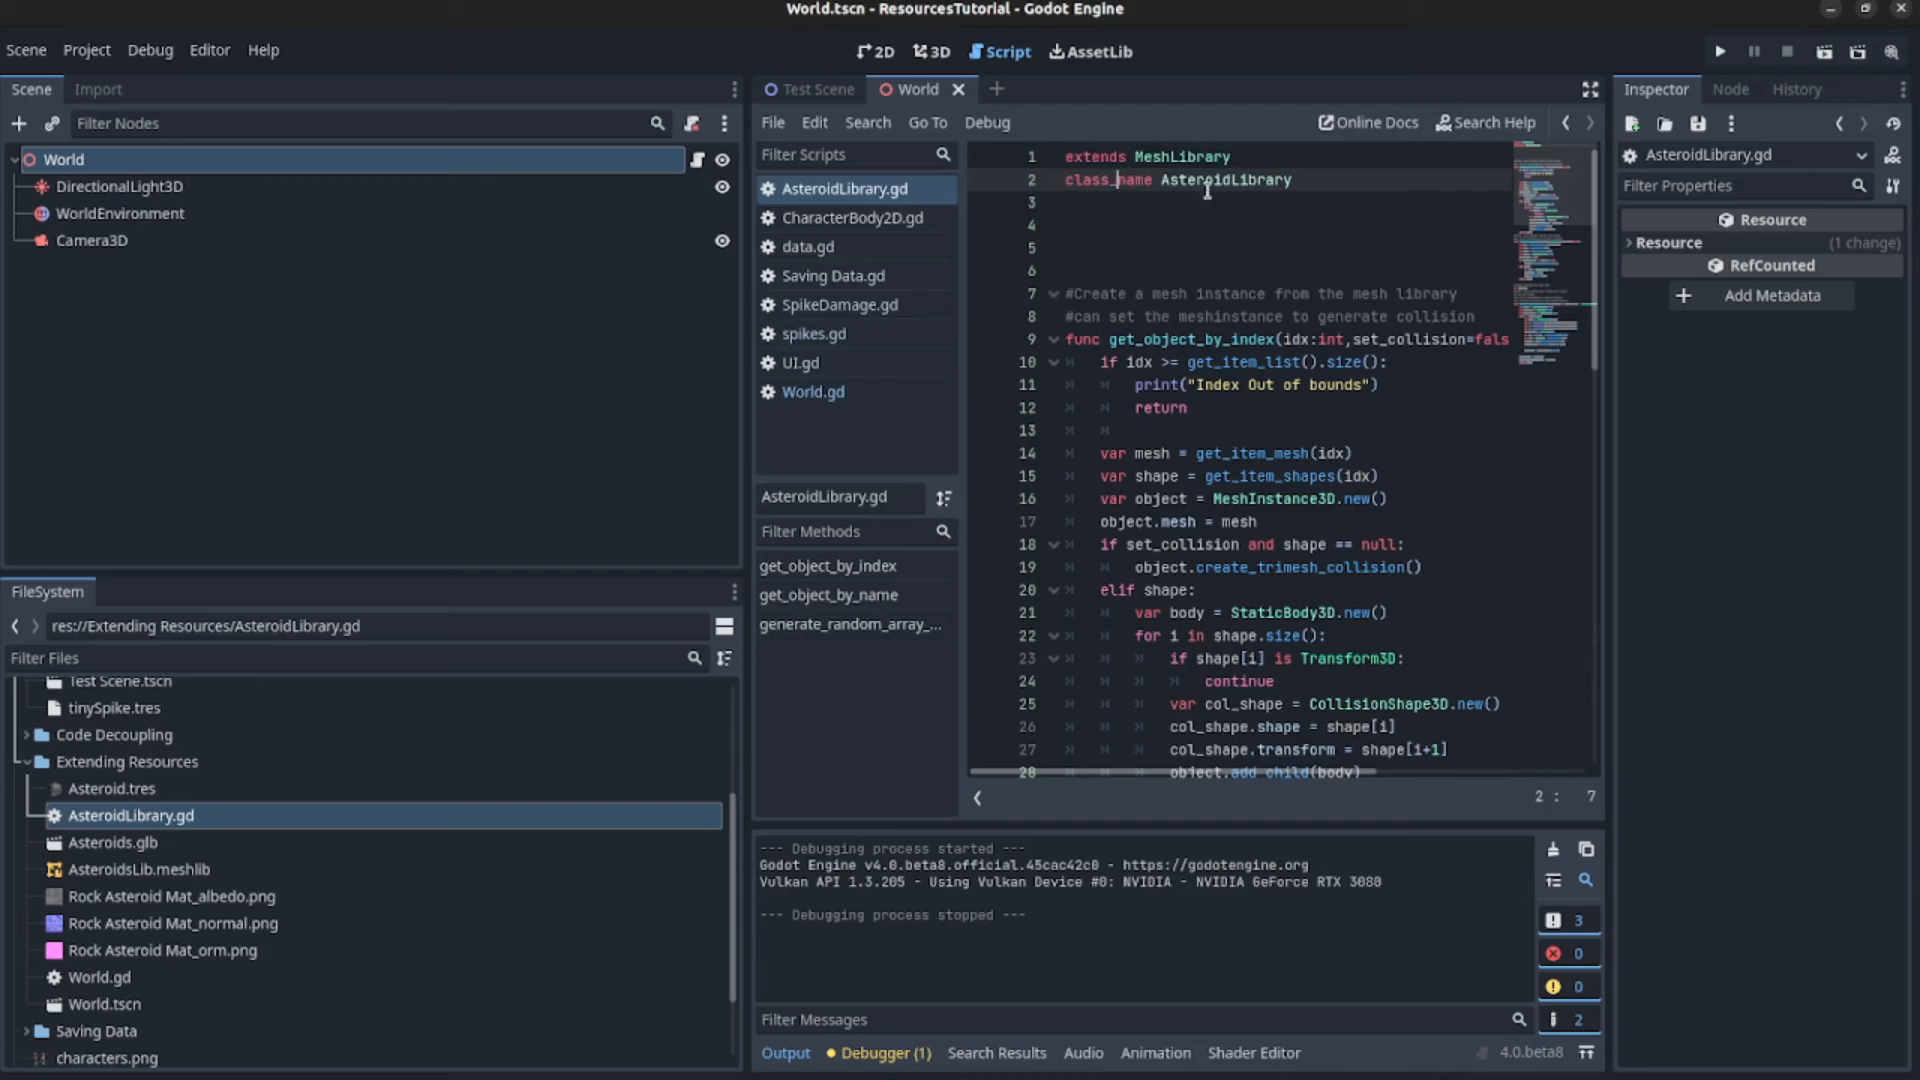 World.tscn - ResourcesTutorial - Godot Engine
Scene Project Debug Editor Help
2D 3D Script AssetLib
Scene Import
Filter Nodes
World
DirectionalLight3D
WorldEnvironment
Camera3D
FileSystem
res://Extending Resources/AsteroidLibrary.gd
Filter Files
Test Scene.tscn
tinySpike.tres
Code Decoupling
Extending Resources
Asteroid.tres
AsteroidLibrary.gd
Asteroids.glb
AsteroidsLib.meshlib
Rock Asteroid Mat_albedo.png
Rock Asteroid Mat_normal.png
Rock Asteroid Mat_orm.png
World.gd
World.tscn
Saving Data
characters.png
Test Scene World
File Edit Search Go To Debug Online Docs Search Help
Filter Scripts
AsteroidLibrary.gd
CharacterBody2D.gd
data.gd
Saving Data.gd
SpikeDamage.gd
spikes.gd
UI.gd
World.gd
AsteroidLibrary.gd
Filter Methods
get_object_by_index
get_object_by_name
generate_random_array_...
1 extends MeshLibrary
2 class_name AsteroidLibrary
3
4
5
6
7 #Create a mesh instance from the mesh library
8 #can set the meshinstance to generate collision
9 func get_object_by_index(idx:int,set_collision=fals
10 if idx >= get_item_list().size():
11 print("Index Out of bounds")
12 return
13
14 var mesh = get_item_mesh(idx)
15 var shape = get_item_shapes(idx)
16 var object = MeshInstance3D.new()
17 object.mesh = mesh
18 if set_collision and shape == null:
19 object.create_trimesh_collision()
20 elif shape:
21 var body = StaticBody3D.new()
22 for i in shape.size():
23 if shape[i] is Transform3D:
24 continue
25 var col_shape = CollisionShape3D.new()
26 col_shape.shape = shape[i]
27 col_shape.transform = shape[i+1]
28 object.add_child(body)
2 : 7
--- Debugging process started ---
Godot Engine v4.0.beta8.official.45cac42c0 - https://godotengine.org
Vulkan API 1.3.205 - Using Vulkan Device #0: NVIDIA - NVIDIA GeForce RTX 3080
--- Debugging process stopped ---
3
0
0
2
Filter Messages
Output Debugger (1) Search Results Audio Animation Shader Editor 4.0.beta8
Inspector Node History
AsteroidLibrary.gd
Filter Properties
Resource
Resource (1 change)
RefCounted
Add Metadata